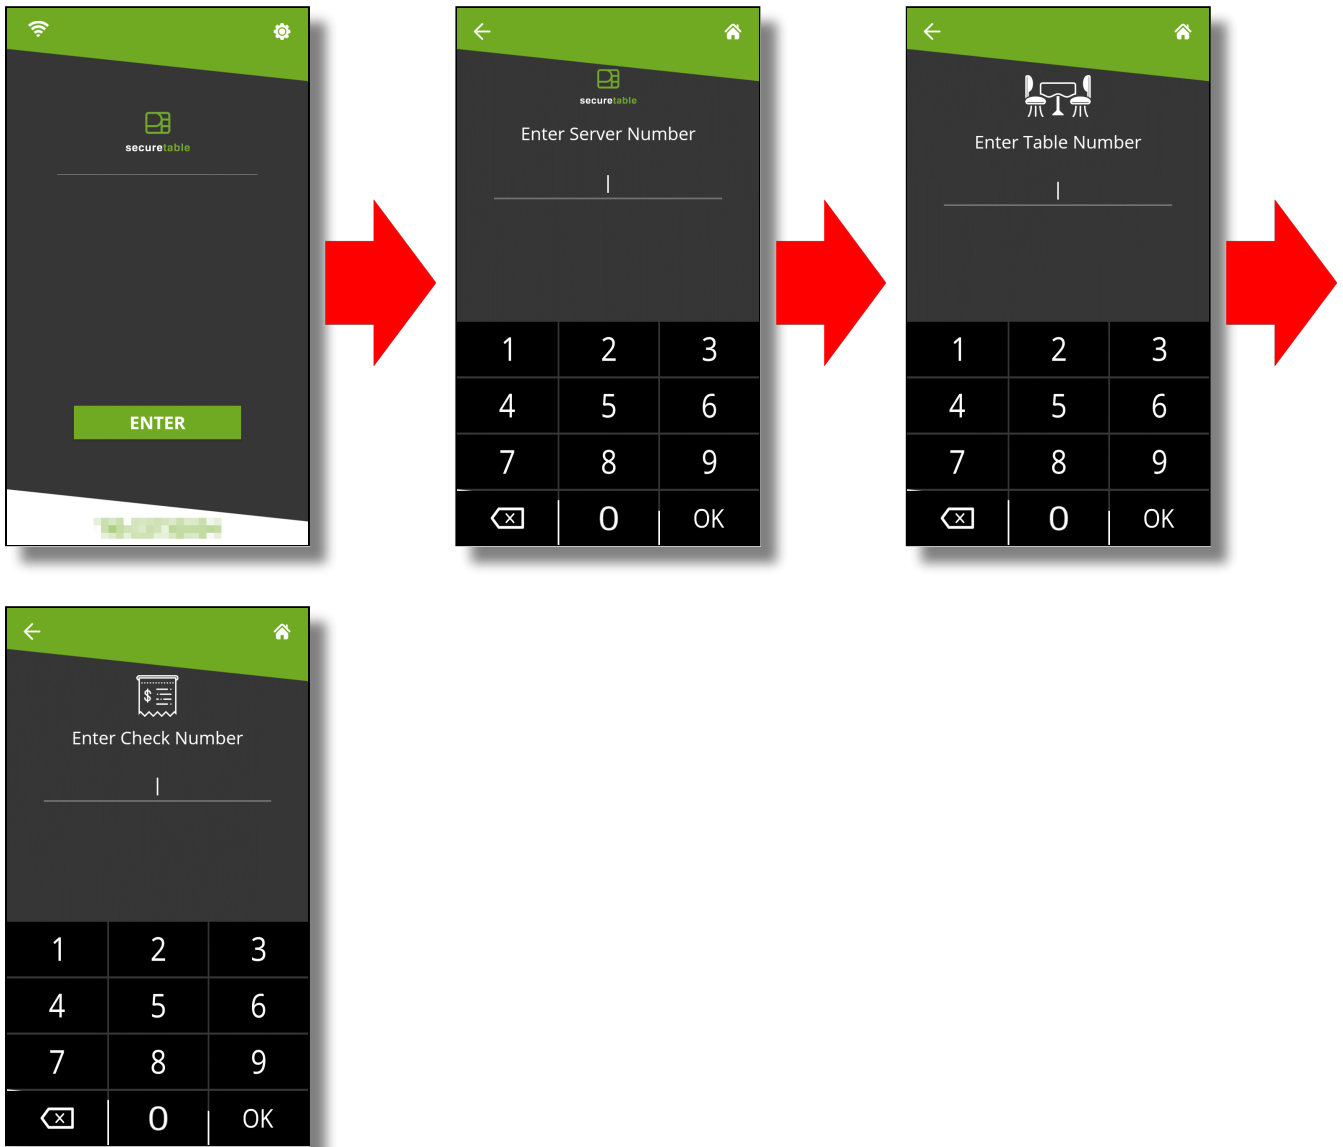 securetable
ENTER
securetable
Enter Server Number
1 2 3
4 5 6
7 8 9
0 OK
Enter Table Number
1 2 3
4 5 6
7 8 9
0 OK
$
Enter Check Number
1 2 3
4 5 6
7 8 9
0 OK